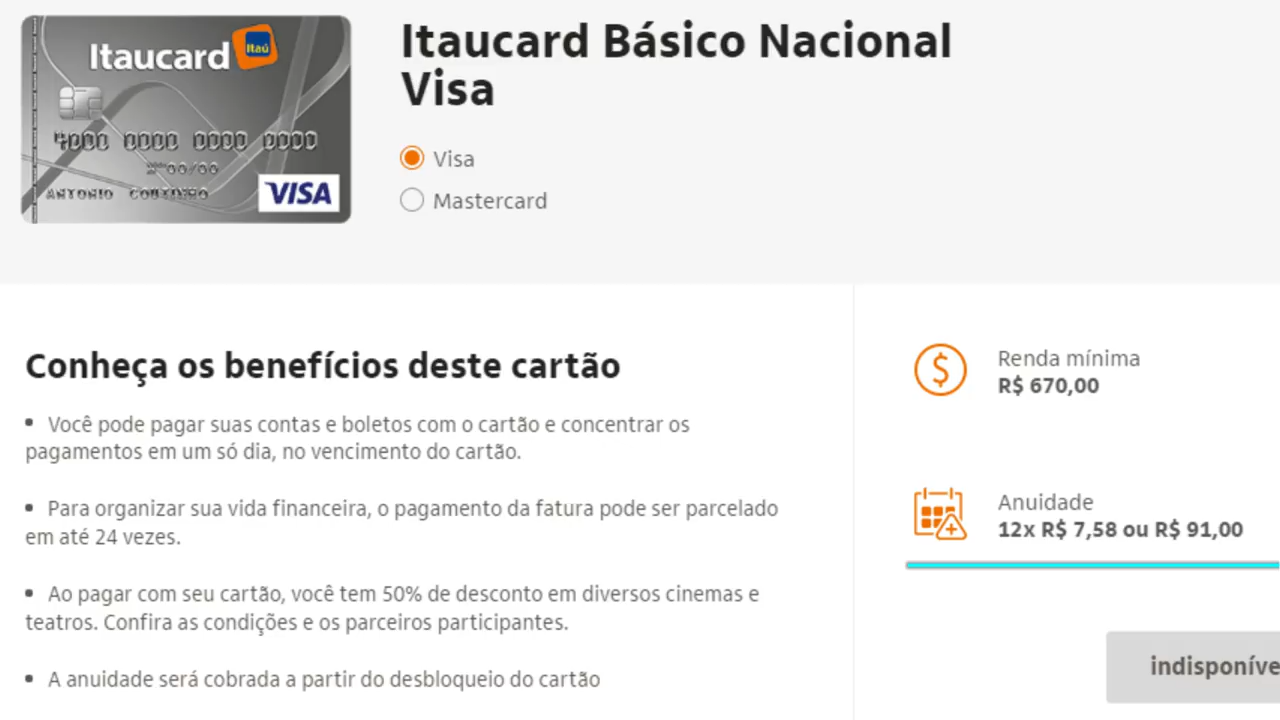 Itaucard Itaú
4000 0000 0000 0000
00/00
ANTONIO COUTINHO
VISA
Itaucard Básico Nacional
Visa
Visa
Mastercard
Conheça os benefícios deste cartão
• Você pode pagar suas contas e boletos com o cartão e concentrar os
pagamentos em um só dia, no vencimento do cartão.
• Para organizar sua vida financeira, o pagamento da fatura pode ser parcelado
em até 24 vezes.
• Ao pagar com seu cartão, você tem 50% de desconto em diversos cinemas e
teatros. Confira as condições e os parceiros participantes.
• A anuidade será cobrada a partir do desbloqueio do cartão
$
Renda mínima
R$ 670,00
Anuidade
12x R$ 7,58 ou R$ 91,00
indisponíve